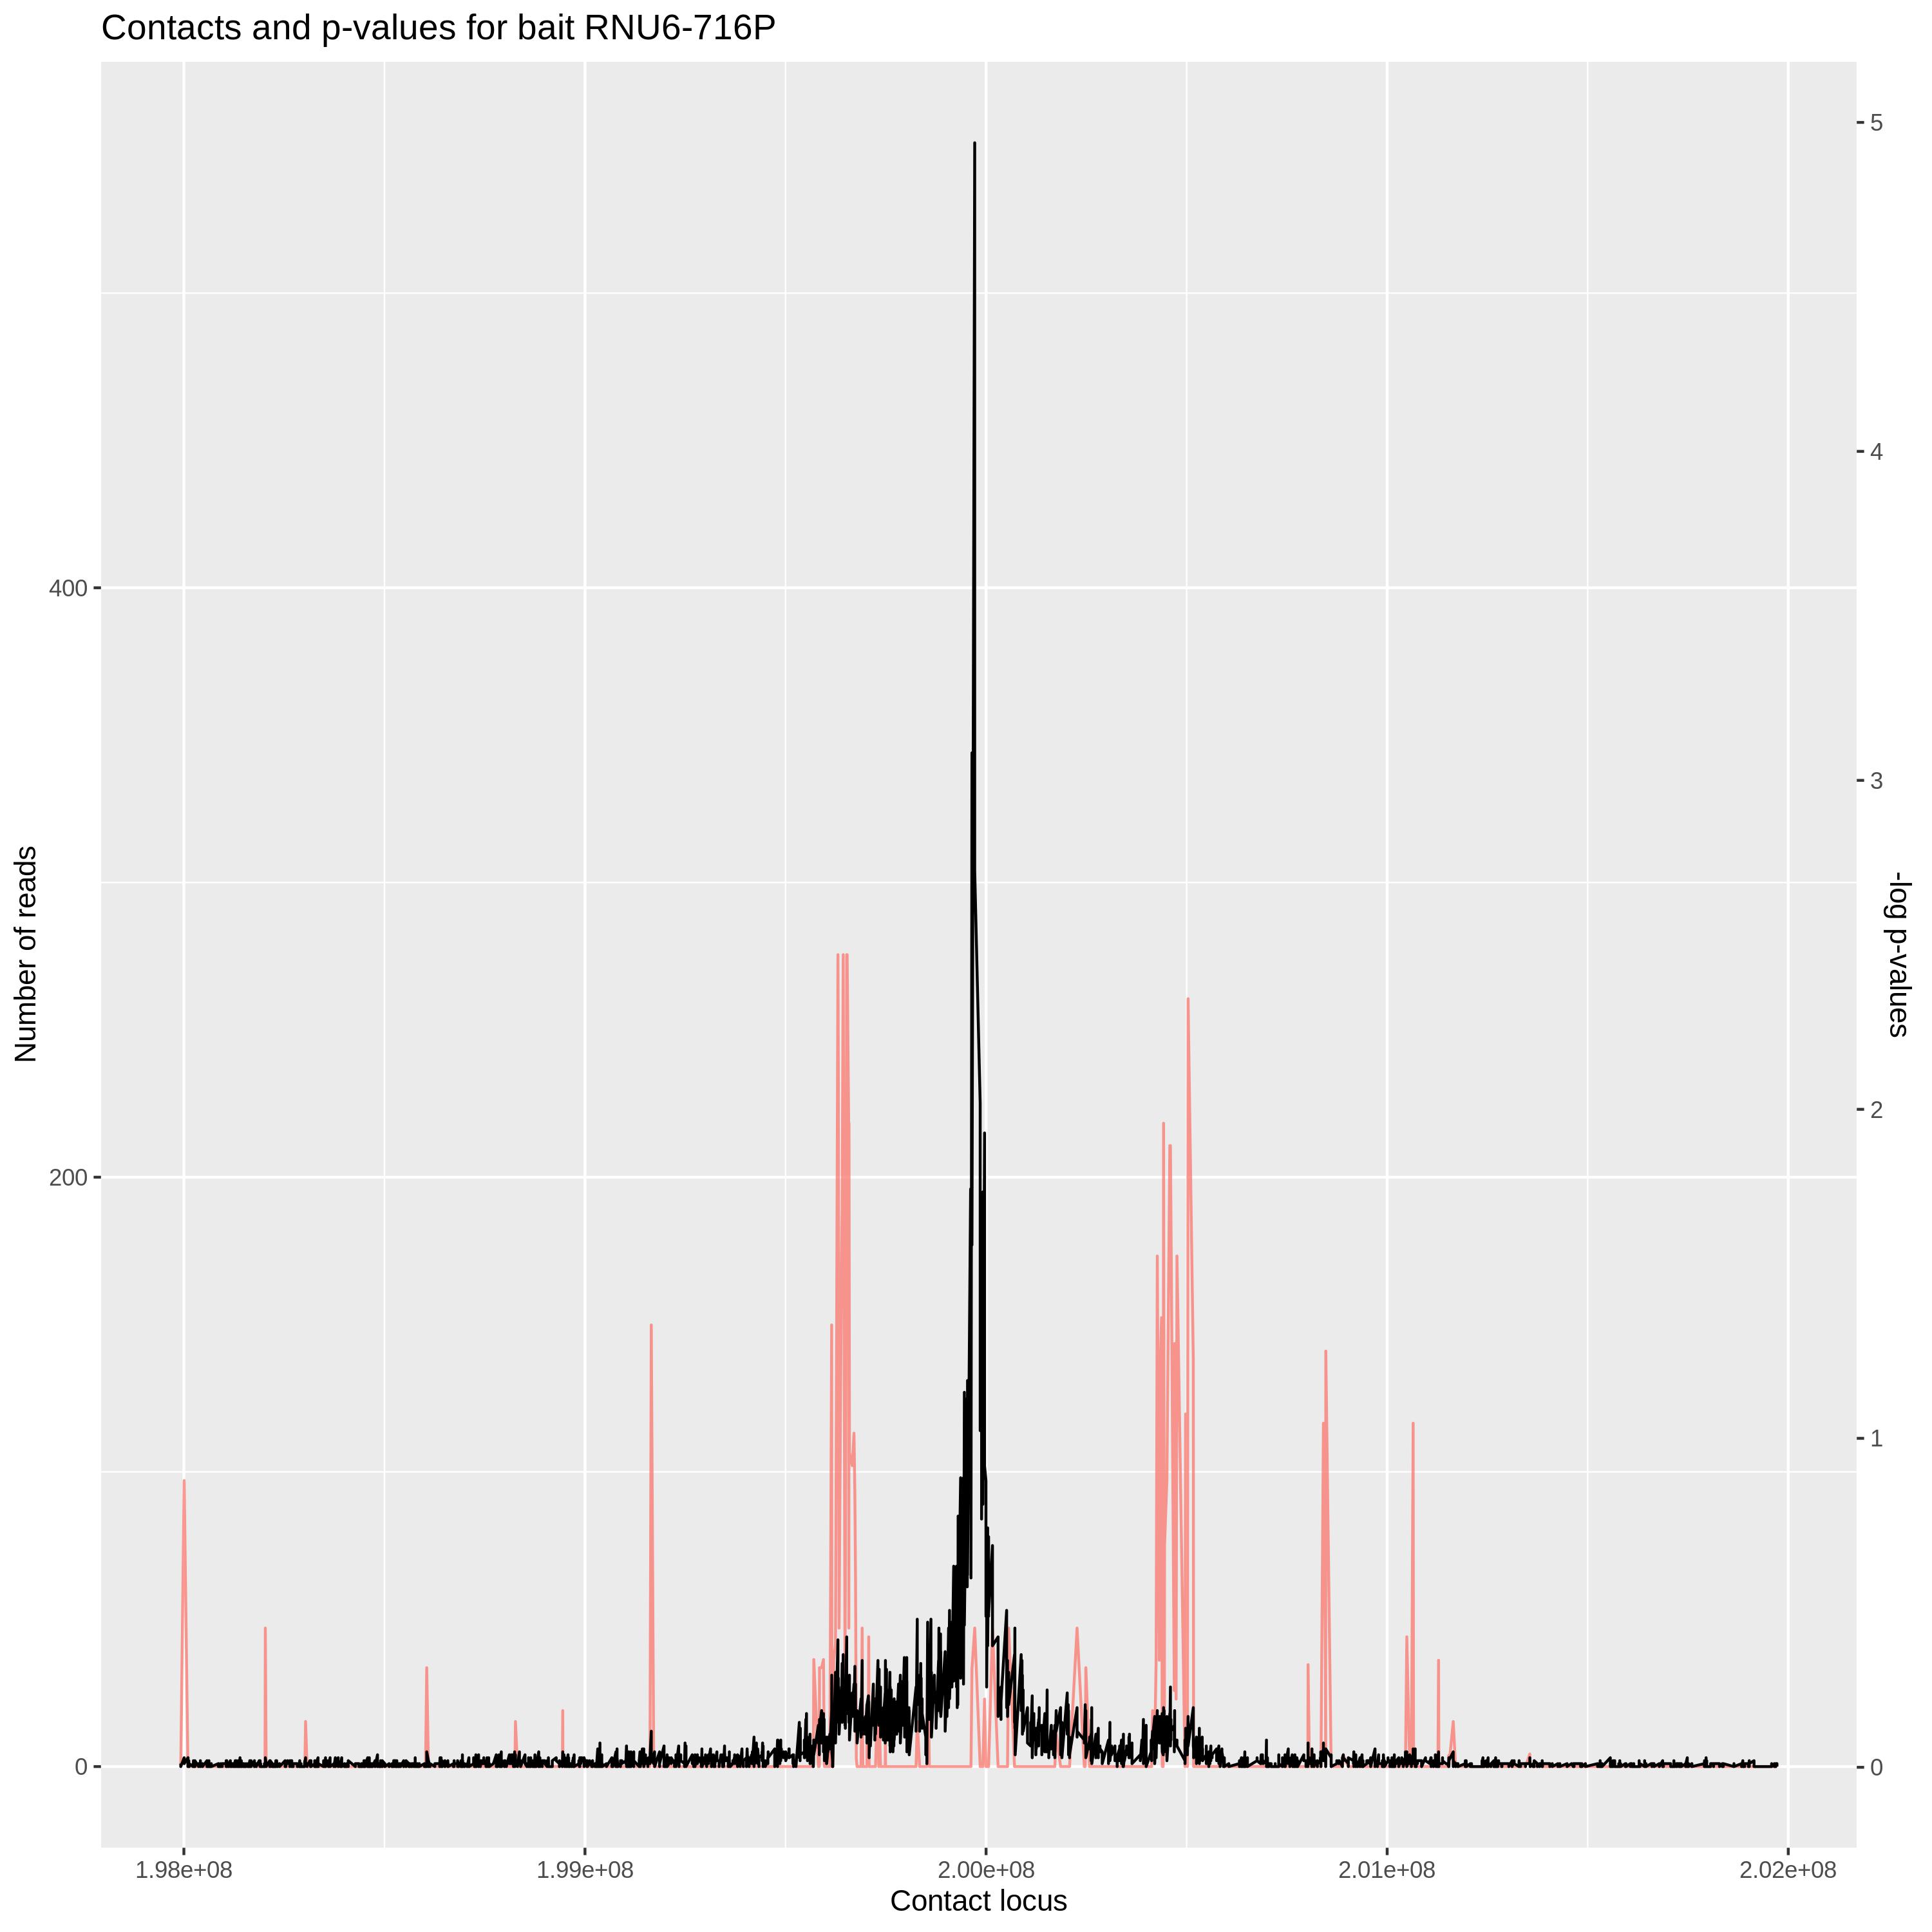 Contacts and p-values for bait RNU6-716P
Number of reads
400
200
0
5
4
3
2
1
0
-log p-values
1.98e+08
1.99e+08
2.00e+08
2.01e+08
2.02e+08
Contact locus